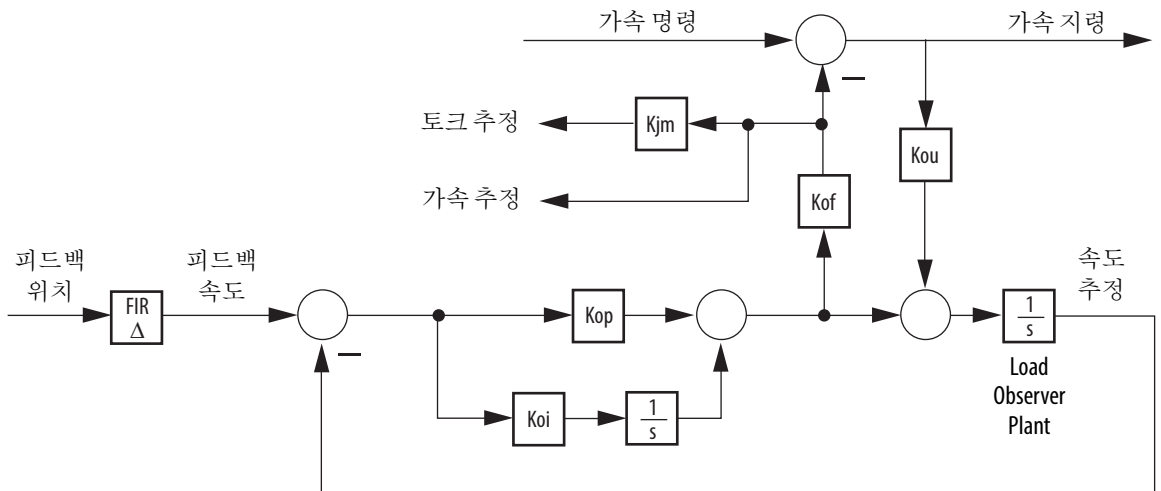 가속 명령
가속 지령
토크 추정
Kjm
Kou
가속 추정
Kof
피드백
위치
피드백
속도
속도
추정
FIR
Δ
Kop
1
s
Load
Observer
Plant
Koi
1
s